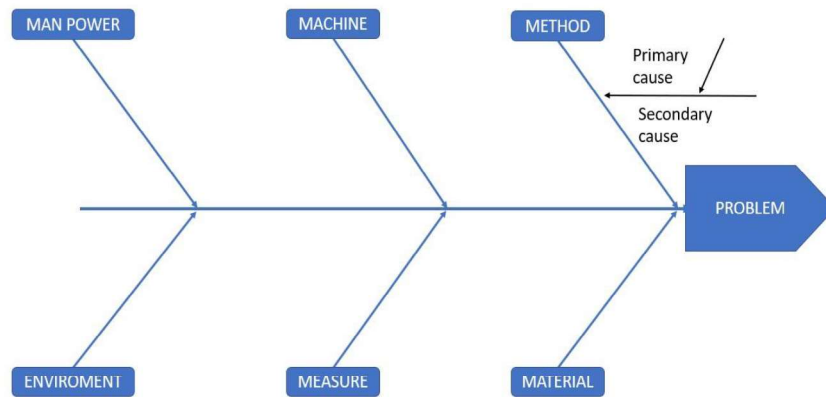 MAN POWER
MACHINE
METHOD
Primary
cause
Secondary
cause
PROBLEM
ENVIROMENT
MEASURE
MATERIAL